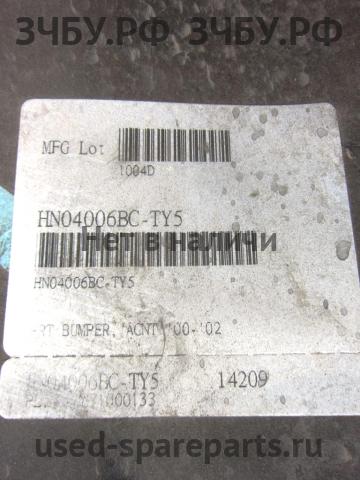 ЗЧБУ.РФ ЗЧБУ.РФ
MFG Lot
1004D
HN04006BC-TY5
Нет в наличи
HN04006BC-TY5
BUMPER, 'ACNT '00-'02
HN04006BC-TY5 14209
used-spareparts.ru